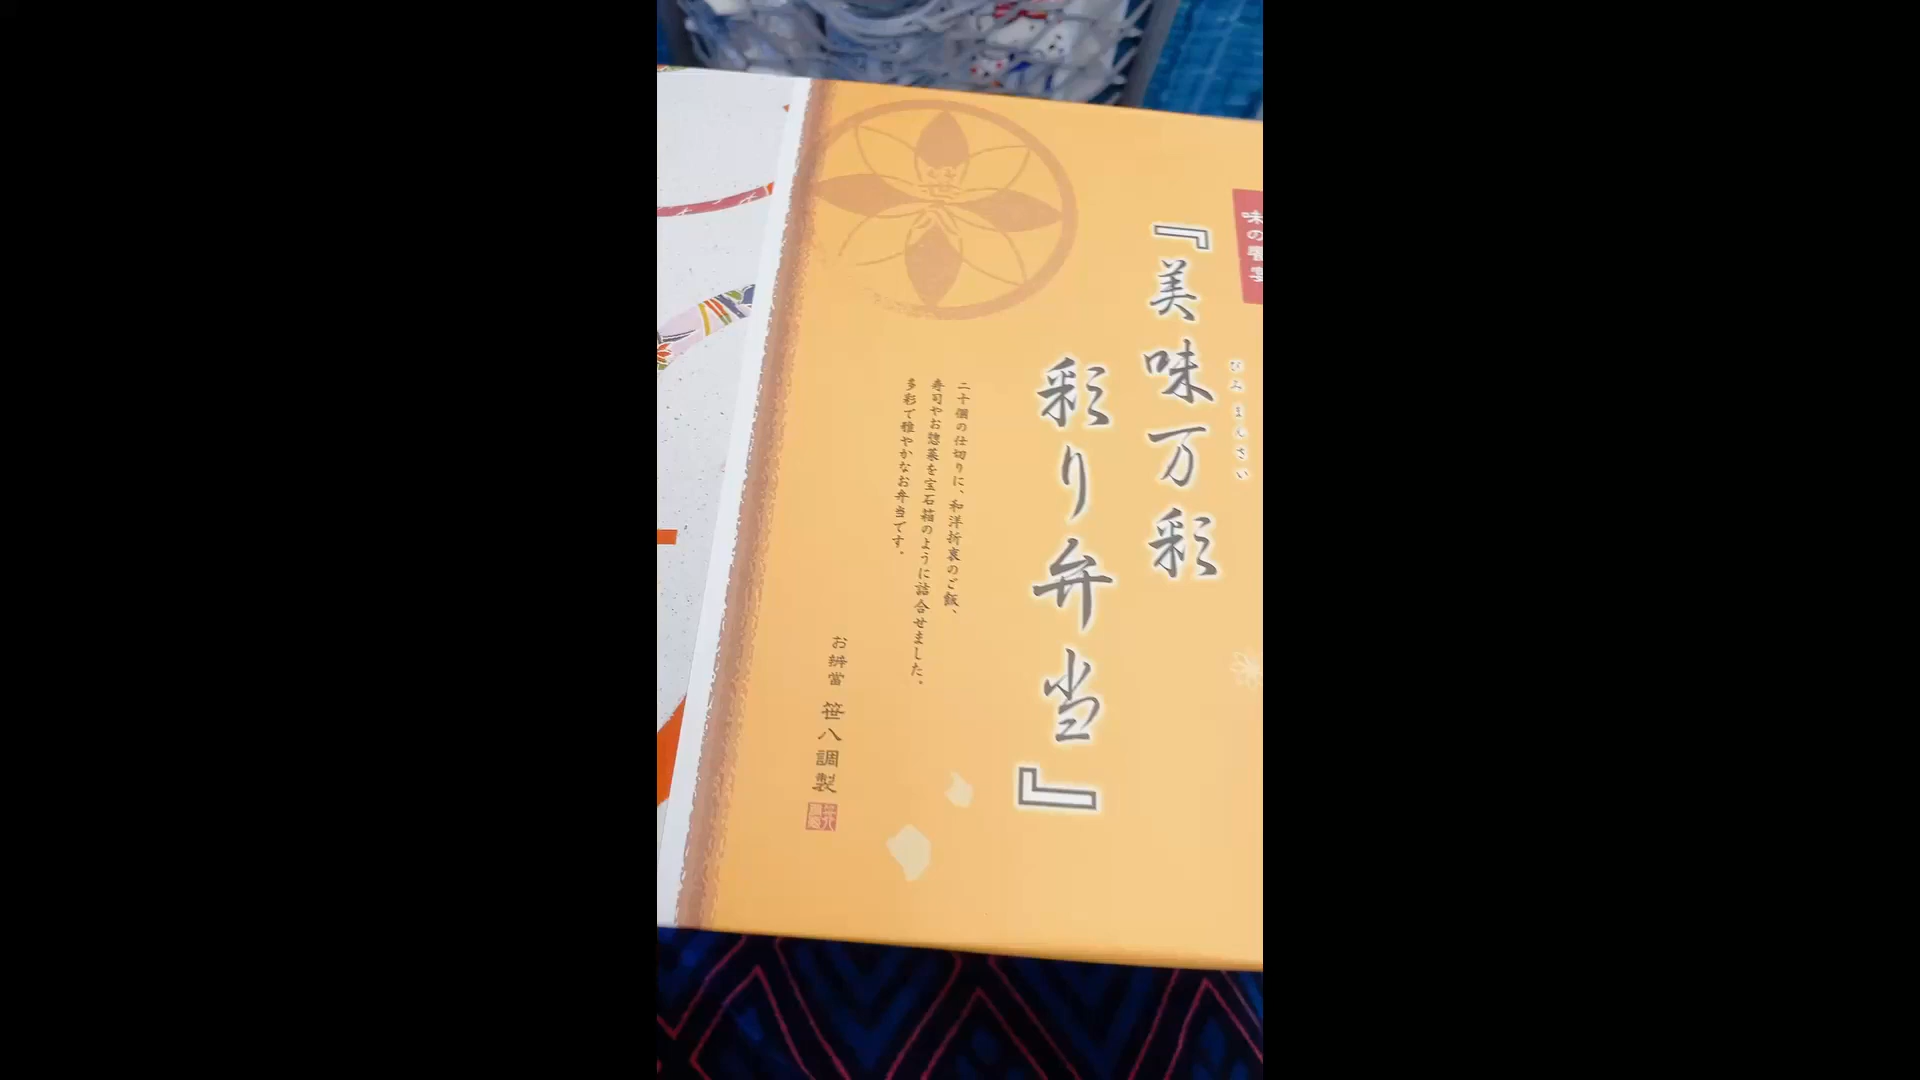 味の饗宴
『美味万彩
びみまんさい
彩り弁当』
二十個の仕切りに、和洋折衷のご飯、
寿司やお惣菜を宝石箱のように詰合せました。
多彩で雅やかなお弁当です。
お辨當 笹八調製